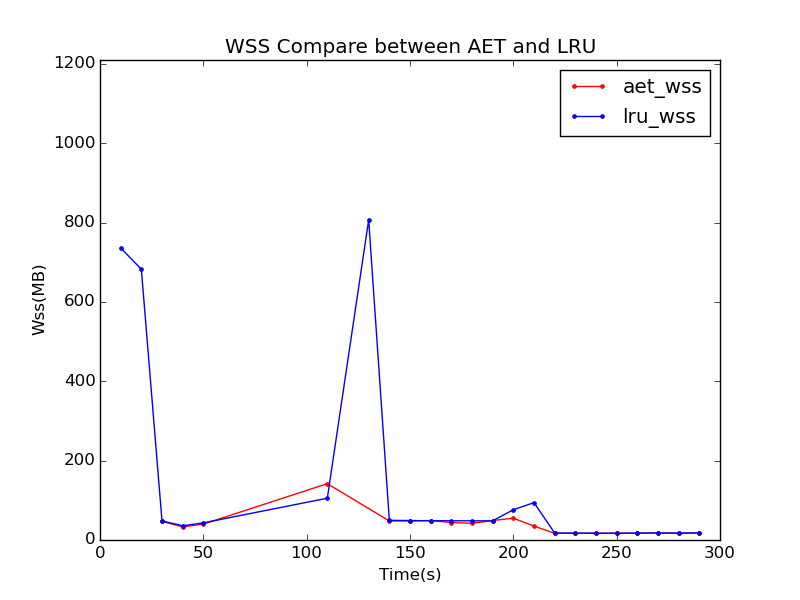 WSS Compare between AET and LRU
1200
1000
800
600
400
200
0
Wss(MB)
aet_wss
lru_wss
0 50 100 150 200 250 300
Time(s)